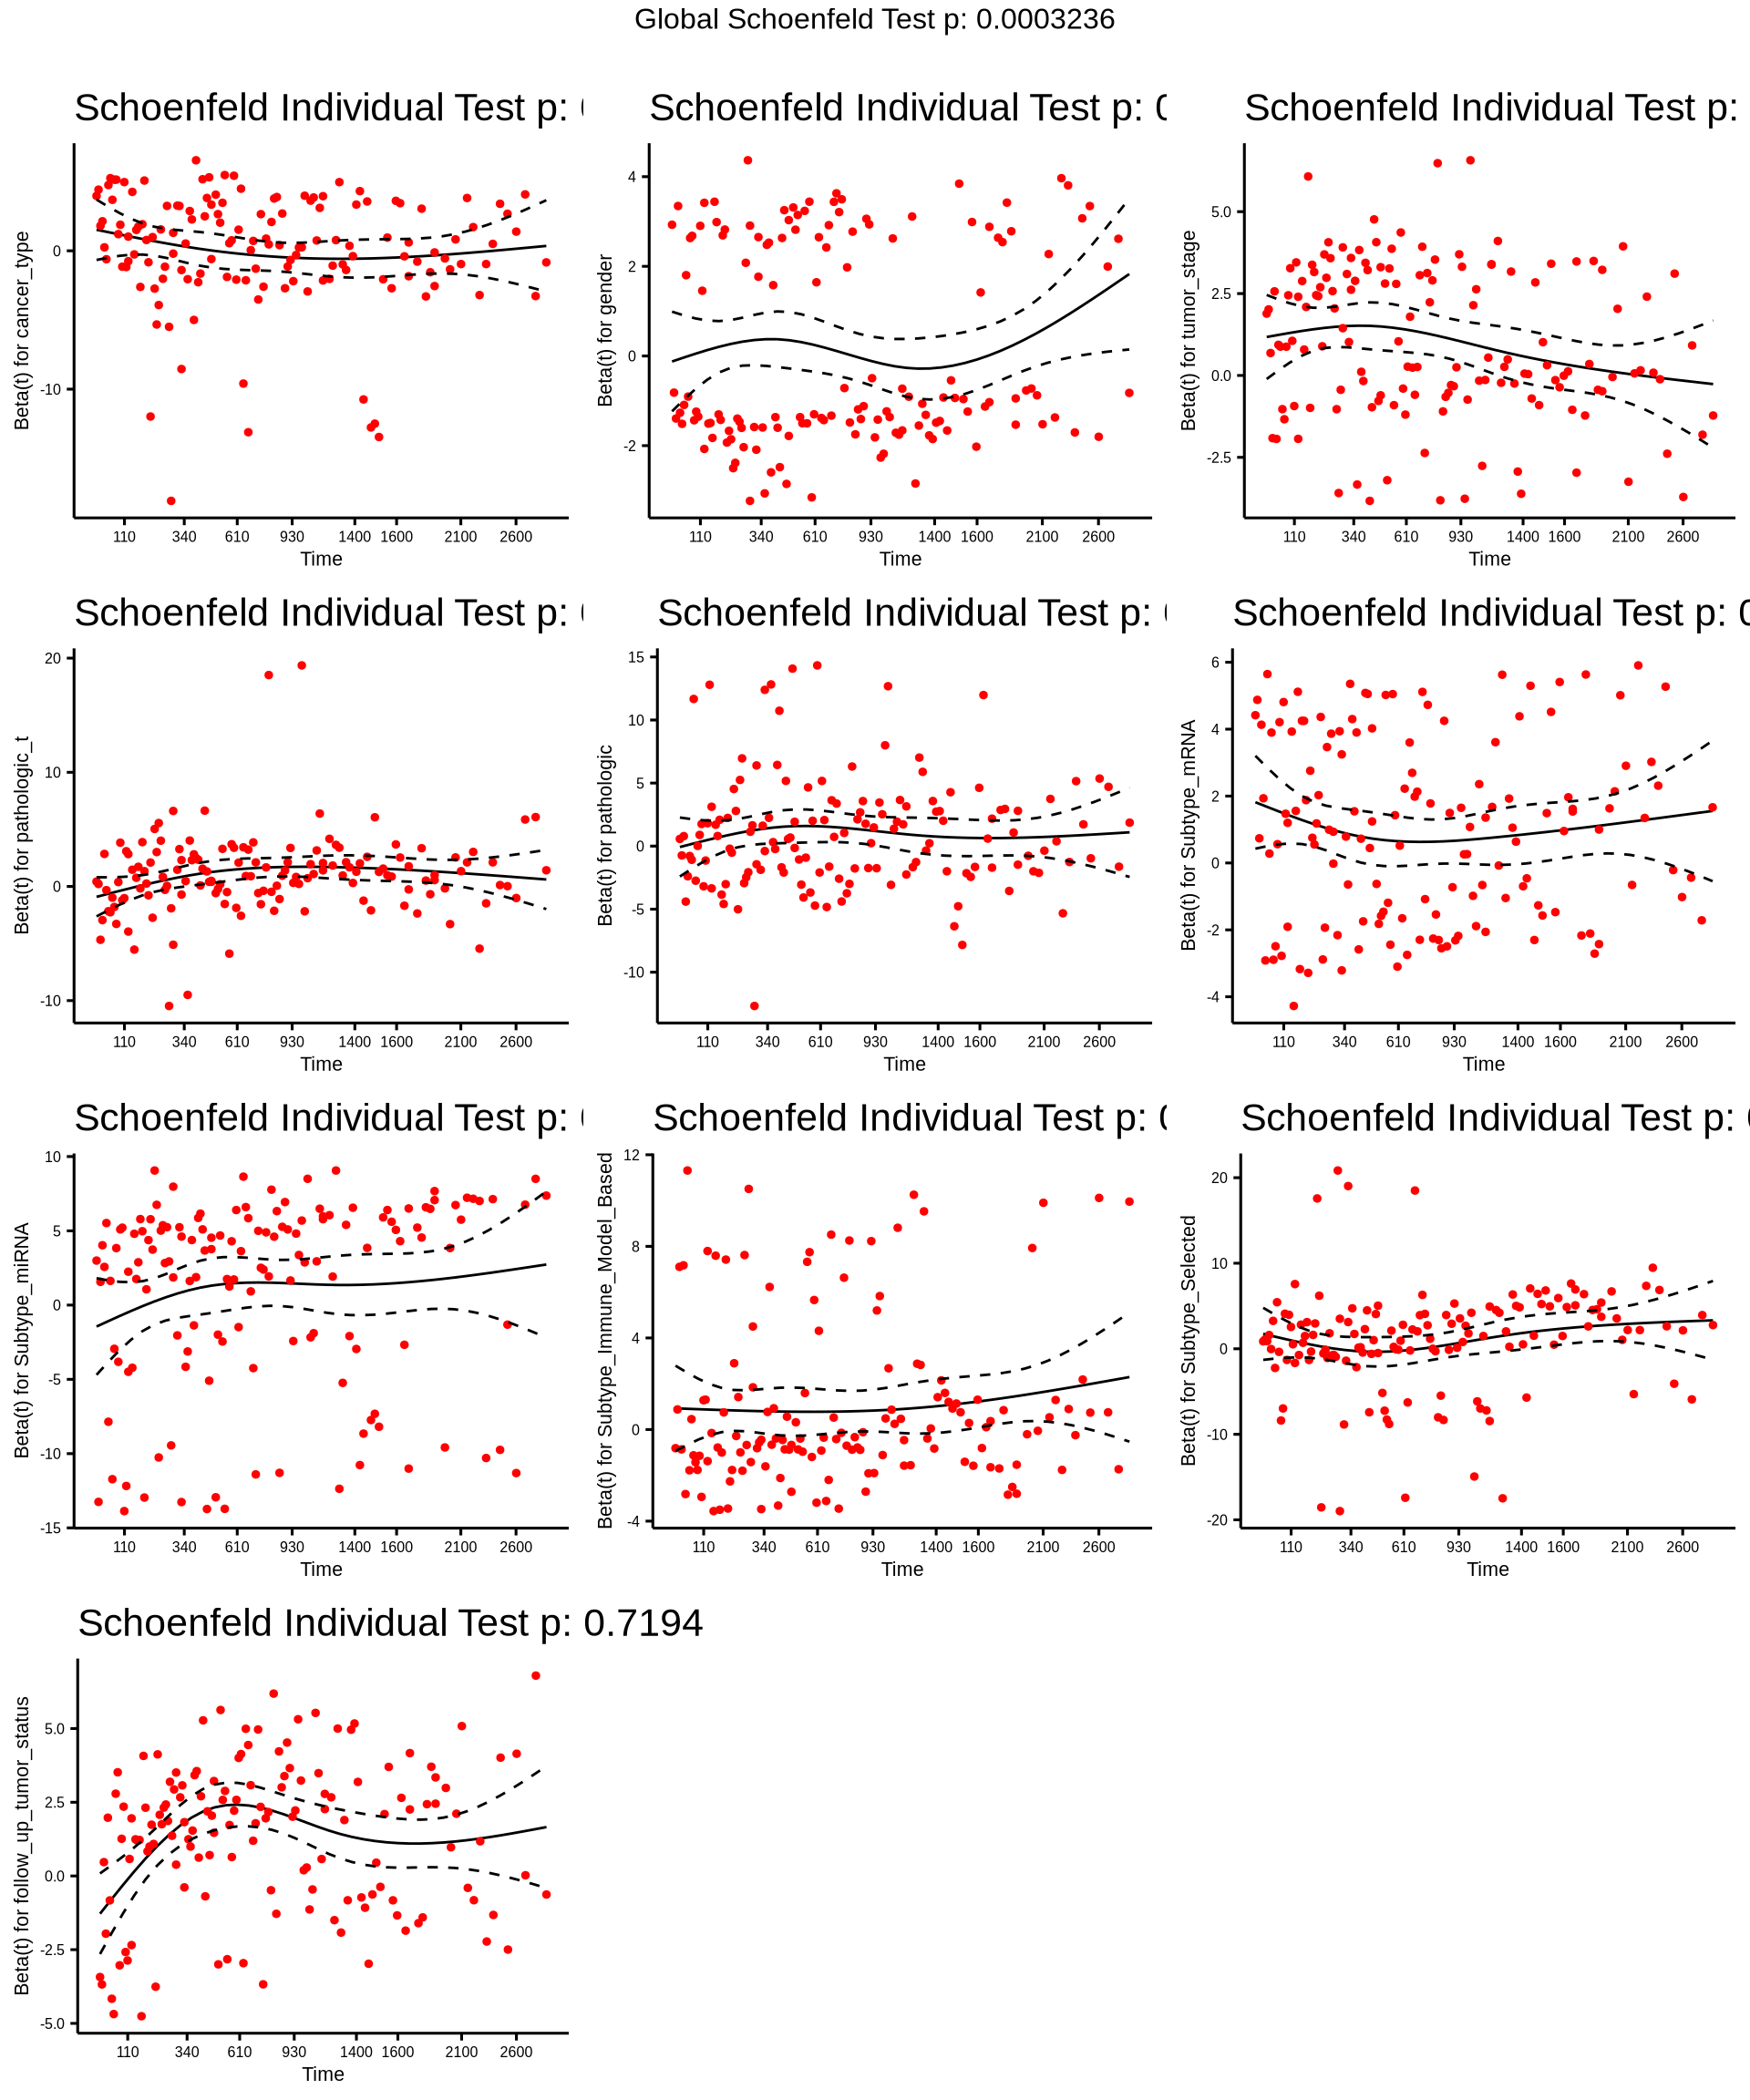 Global Schoenfeld Test p: 0.0003236
Schoenfeld Individual Test p:
Beta(t) for cancer_type
0
-10
110 340 610 930 1400 1600 2100 2600
Time
Schoenfeld Individual Test p:
Beta(t) for gender
4
2
0
-2
110 340 610 930 1400 1600 2100 2600
Time
Schoenfeld Individual Test p:
Beta(t) for tumor_stage
5.0
2.5
0.0
-2.5
110 340 610 930 1400 1600 2100 2600
Time
Schoenfeld Individual Test p:
Beta(t) for pathologic_t
20
10
0
-10
110 340 610 930 1400 1600 2100 2600
Time
Schoenfeld Individual Test p:
Beta(t) for pathologic
15
10
5
0
-5
-10
110 340 610 930 1400 1600 2100 2600
Time
Schoenfeld Individual Test p: 0
Beta(t) for Subtype_mRNA
6
4
2
0
-2
-4
110 340 610 930 1400 1600 2100 2600
Time
Schoenfeld Individual Test p:
Beta(t) for Subtype_miRNA
10
5
0
-5
-10
-15
110 340 610 930 1400 1600 2100 2600
Time
Schoenfeld Individual Test p:
Beta(t) for Subtype_Immune_Model_Based
12
8
4
0
-4
110 340 610 930 1400 1600 2100 2600
Time
Schoenfeld Individual Test p:
Beta(t) for Subtype_Selected
20
10
0
-10
-20
110 340 610 930 1400 1600 2100 2600
Time
Schoenfeld Individual Test p: 0.7194
Beta(t) for follow_up_tumor_status
5.0
2.5
0.0
-2.5
-5.0
110 340 610 930 1400 1600 2100 2600
Time